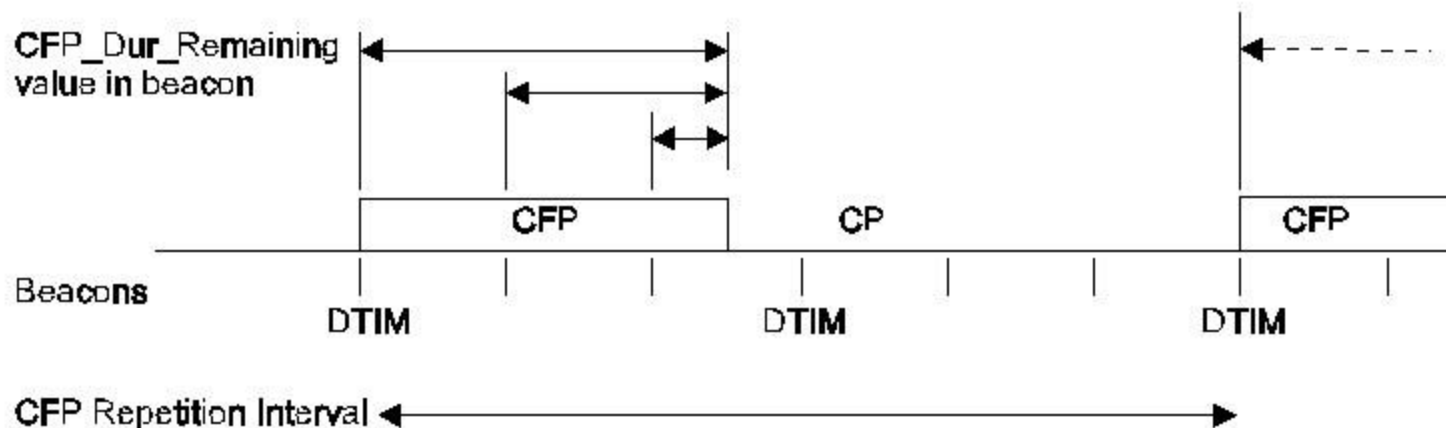 CFP_Dur_Remaining
value in beacon
CFP
CP
CFP
Beacons
DTIM
DTIM
DTIM
CFP Repetition Interval